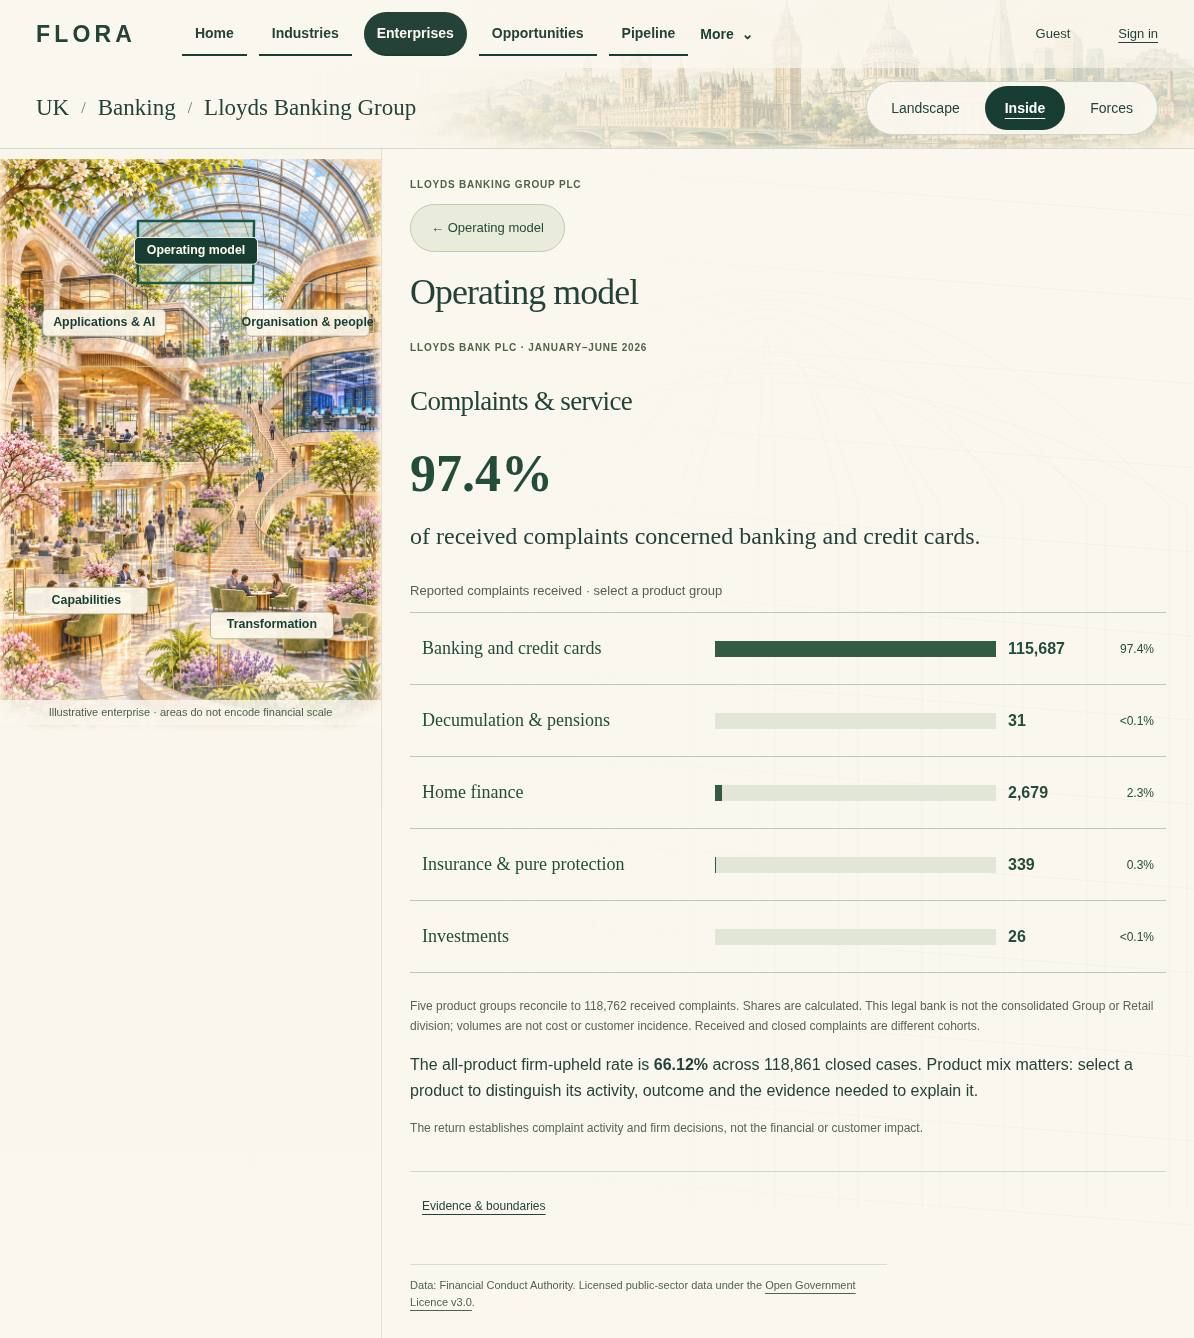 FLORA
Home
Industries
Enterprises
Opportunities
Pipeline
More
Guest
Sign in
UK / Banking / Lloyds Banking Group
Landscape
Inside
Forces
Operating model
Applications & AI
Organisation & people
Capabilities
Transformation
Illustrative enterprise · areas do not encode financial scale
LLOYDS BANKING GROUP PLC
← Operating model
Operating model
LLOYDS BANK PLC · JANUARY–JUNE 2026
Complaints & service
97.4%
of received complaints concerned banking and credit cards.
Reported complaints received · select a product group
Banking and credit cards 115,687 97.4%
Decumulation & pensions 31 <0.1%
Home finance 2,679 2.3%
Insurance & pure protection 339 0.3%
Investments 26 <0.1%
Five product groups reconcile to 118,762 received complaints. Shares are calculated. This legal bank is not the consolidated Group or Retail
division; volumes are not cost or customer incidence. Received and closed complaints are different cohorts.
The all-product firm-upheld rate is 66.12% across 118,861 closed cases. Product mix matters: select a
product to distinguish its activity, outcome and the evidence needed to explain it.
The return establishes complaint activity and firm decisions, not the financial or customer impact.
Evidence & boundaries
Data: Financial Conduct Authority. Licensed public-sector data under the Open Government
Licence v3.0.